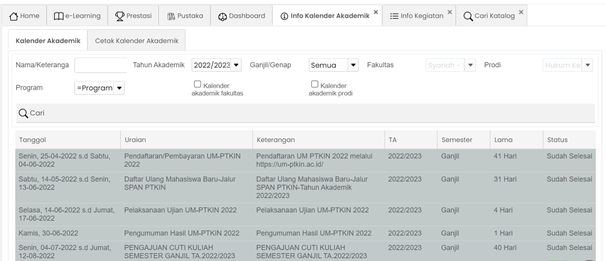 Home e-Learning Prestasi Pustaka Dashboard Info Kalender Akademik Info Kegiatan Cari Katalog
Kalender Akademik Cetak Kalender Akademik
Nama/Keteranga Tahun Akademik 2022/2023 Ganjil/Genap Semua Fakultas Syariah - Prodi Hukum Ke
Program =Program Kalender akademik fakultas Kalender akademik prodi
Cari
Tanggal Uraian Keterangan TA Semester Lama Status
Senin, 25-04-2022 s.d Sabtu, Pendaftaran/Pembayaran UM-PTKIN Pendaftaran UM PTKIN 2022 melalui 2022/2023 Ganjil 41 Hari Sudah Selesai
04-06-2022 2022 https://um-ptkin.ac.id/
Sabtu, 14-05-2022 s.d Senin, Daftar Ulang Mahasiswa Baru-Jalur Daftar Ulang Mahasiswa Baru-Jalur 2022/2023 Ganjil 31 Hari Sudah Selesai
13-06-2022 SPAN PTKIN SPAN PTKIN-Tahun Akademik
2022/2023
Selasa, 14-06-2022 s.d Jumat, Pelaksanaan Ujian UM-PTKIN 2022 Pelaksanaan Ujian UM-PTKIN 2022 2022/2023 Ganjil 4 Hari Sudah Selesai
17-06-2022
Kamis, 30-06-2022 Pengumuman Hasil UM-PTKIN 2022 Pengumuman Hasil UM-PTKIN 2022 2022/2023 Ganjil 1 Hari Sudah Selesai
Senin, 04-07-2022 s.d Jumat, PENGAJUAN CUTI KULIAH PENGAJUAN CUTI KULIAH 2022/2023 Ganjil 40 Hari Sudah Selesai
12-08-2022 SEMESTER GANJIL TA.2022/2023 SEMESTER GANJIL TA.2022/2023